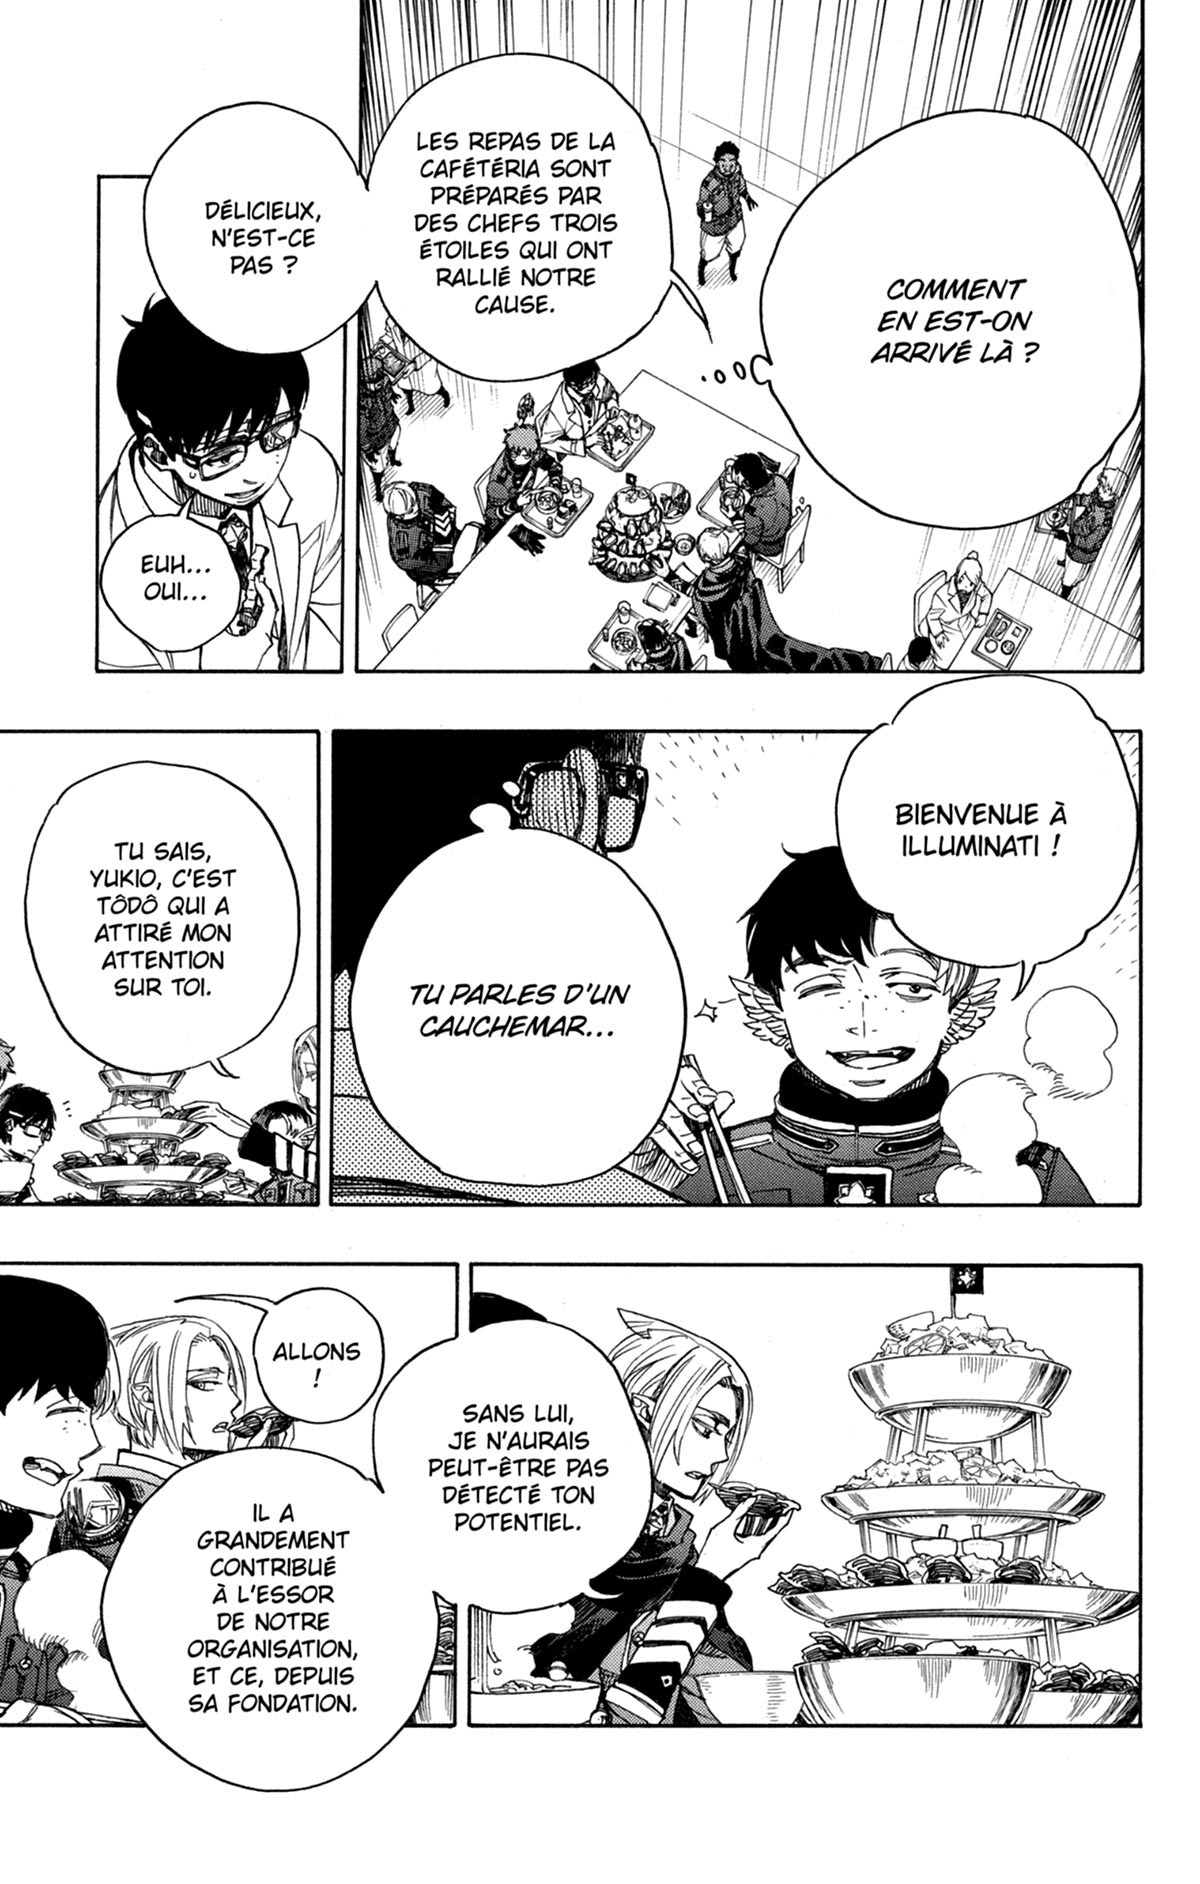 COMMENT
EN EST-ON
ARRIVÉ LÀ ?
LES REPAS DE LA
CAFÉTÉRIA SONT
PRÉPARÉS PAR
DES CHEFS TROIS
ÉTOILES QUI ONT
RALLIÉ NOTRE
CAUSE.
DÉLICIEUX,
N'EST-CE
PAS ?
EUH...
OUI...
BIENVENUE À
ILLUMINATI !
TU PARLES D'UN
CAUCHEMAR...
TU SAIS,
YUKIO, C'EST
TÔDÔ QUI A
ATTIRÉ MON
ATTENTION
SUR TOI.
SANS LUI,
JE N'AURAIS
PEUT-ÊTRE PAS
DÉTECTÉ TON
POTENTIEL.
ALLONS
!
IL A
GRANDEMENT
CONTRIBUÉ
À L'ESSOR
DE NOTRE
ORGANISATION,
ET CE, DEPUIS
SA FONDATION.